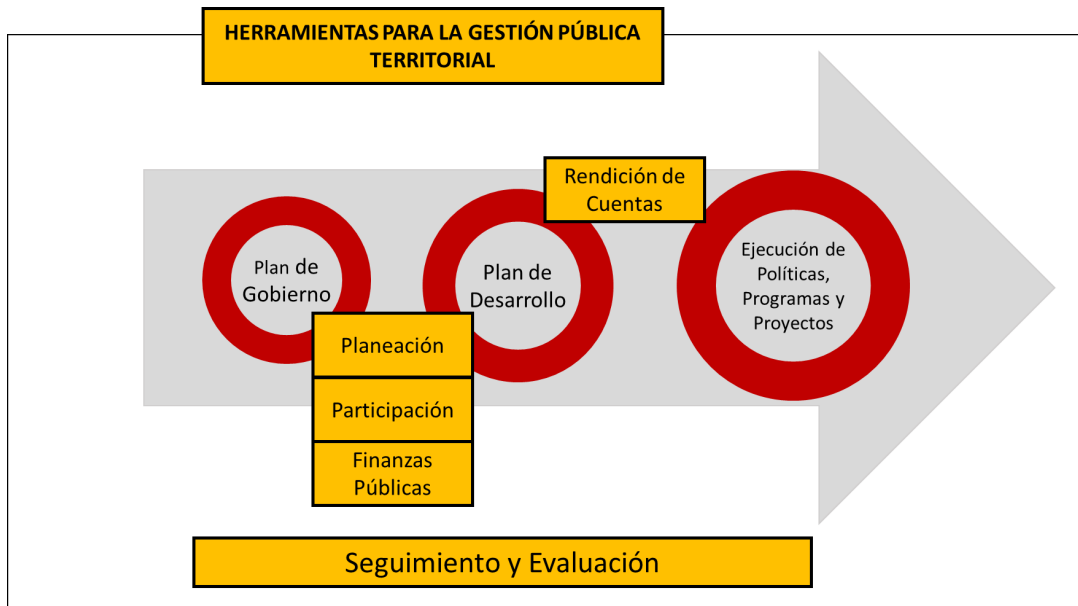 HERRAMIENTAS PARA LA GESTIÓN PÚBLICA
TERRITORIAL
Rendición de
Cuentas
Plan de
Gobierno
Plan de
Desarrollo
Ejecución de
Políticas,
Programas y
Proyectos
Planeación
Participación
Finanzas
Públicas
Seguimiento y Evaluación